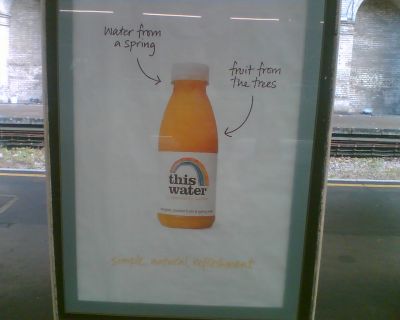 Water from
a spring
fruit from
the trees
this
water
simple, natural refreshment